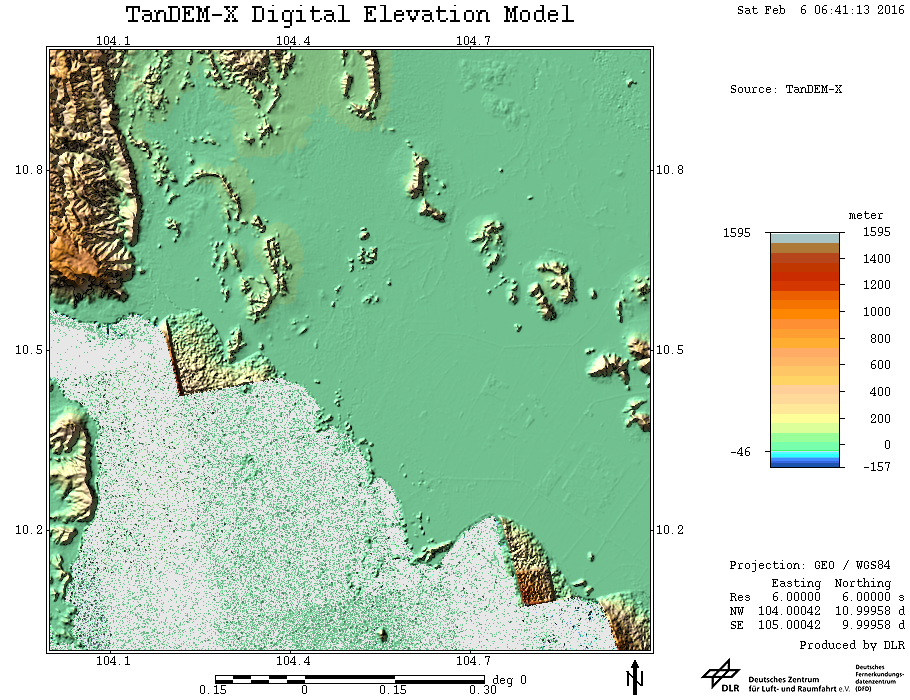 TanDEM-X Digital Elevation Model
Sat Feb  6 06:41:13 2016
104.1 104.4 104.7
Source: TanDEM-X
10.8 10.8
meter
1595 1595
1400
1200
1000
800
10.5 10.5
600
400
200
0
-46
-157
10.2 10.2
Projection: GEO / WGS84
Easting Northing
Res 6.00000 6.00000 s
NW 104.00042 10.99958 d
SE 105.00042 9.99958 d
Produced by DLR
104.1 104.4 104.7
deg 0
0.15 0 0.15 0.30
N
DLR
Deutsches Zentrum
für Luft- und Raumfahrt e.V.
Deutsches
Fernerkundungs-
datenzentrum
(DFD)